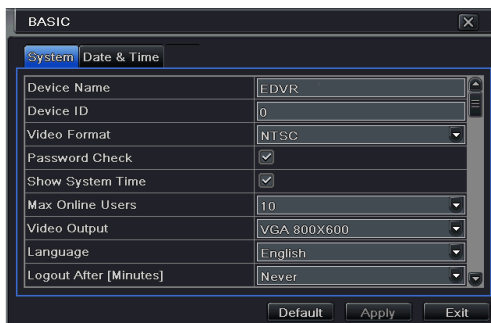 BASIC
System Date & Time
Device Name EDVR
Device ID 0
Video Format NTSC
Password Check
Show System Time
Max Online Users 10
Video Output VGA 800X600
Language English
Logout After [Minutes] Never
Default Apply Exit